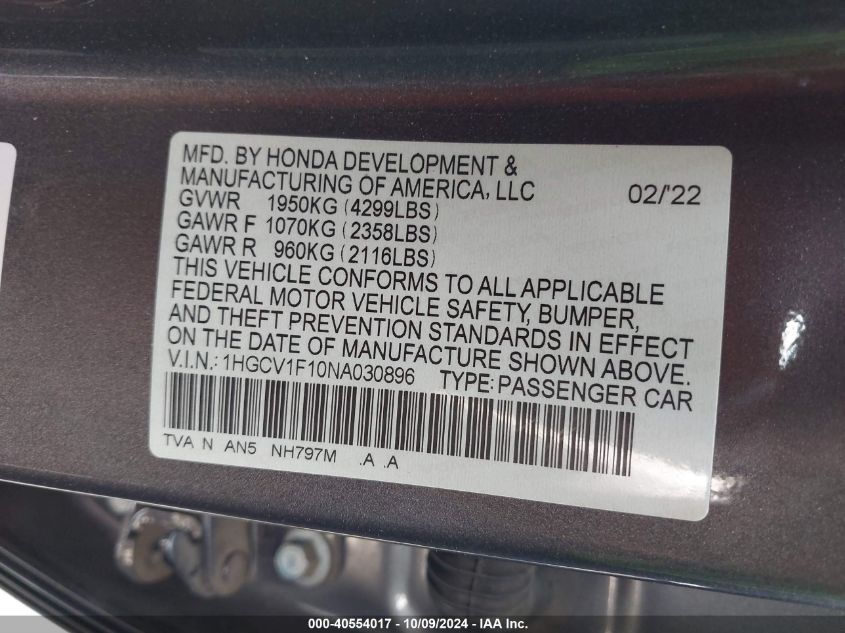 MFD. BY HONDA DEVELOPMENT &
MANUFACTURING OF AMERICA, LLC 02/'22
GVWR 1950KG (4299LBS)
GAWR F 1070KG (2358LBS)
GAWR R 960KG (2116LBS)
THIS VEHICLE CONFORMS TO ALL APPLICABLE
FEDERAL MOTOR VEHICLE SAFETY, BUMPER,
AND THEFT PREVENTION STANDARDS IN EFFECT
ON THE DATE OF MANUFACTURE SHOWN ABOVE.
V.I.N.: 1HGCV1F10NA030896 TYPE: PASSENGER CAR
TVA N AN5 NH797M .A .A
000-40554017 - 10/09/2024 - IAAI Inc.